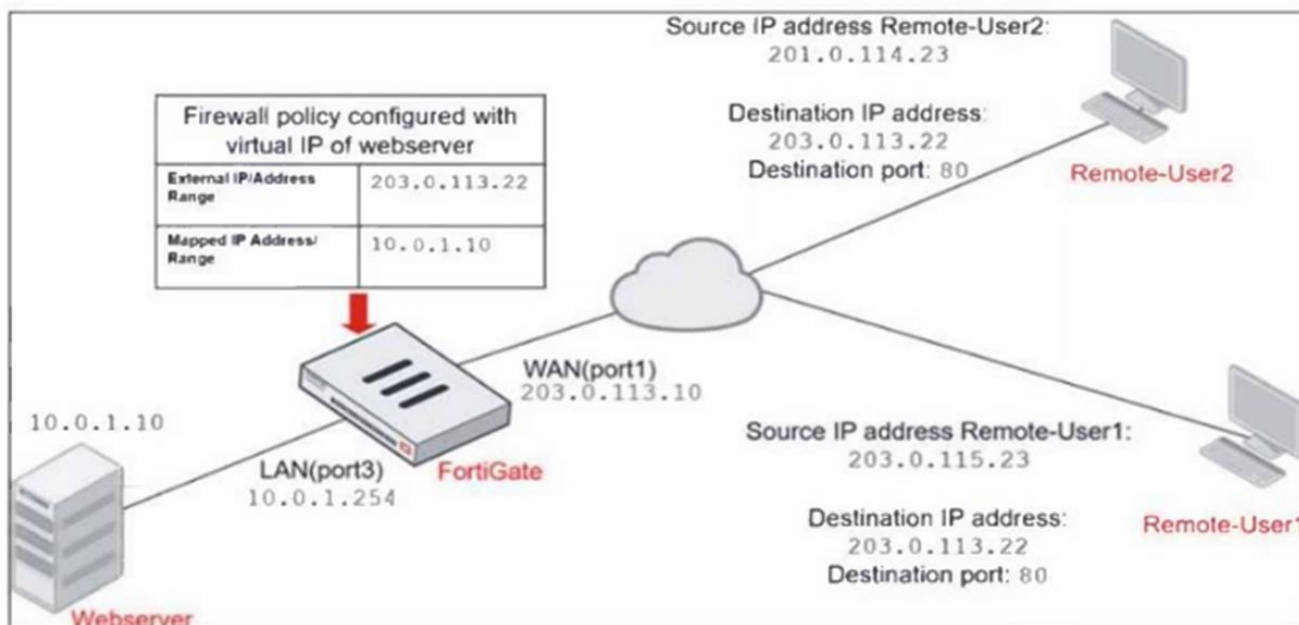 Source IP address Remote-User2:
201.0.114.23
Destination IP address:
203.0.113.22
Destination port: 80
Remote-User2
Firewall policy configured with
virtual IP of webserver
External IP/Address
Range
203.0.113.22
Mapped IP Address/
Range
10.0.1.10
WAN(port1)
203.0.113.10
10.0.1.10
LAN(port3)
10.0.1.254
FortiGate
Webserver
Source IP address Remote-User1:
203.0.115.23
Destination IP address:
203.0.113.22
Destination port: 80
Remote-User1